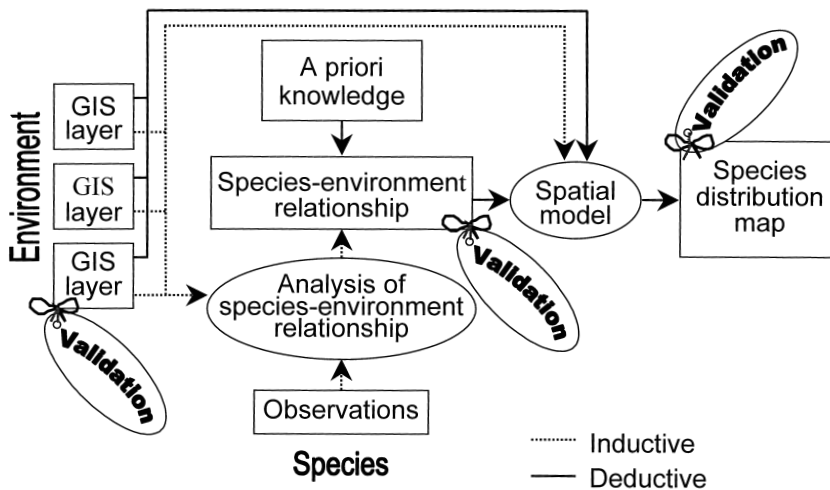 Environment
GIS
layer
GIS
layer
GIS
layer
Validation
A priori
knowledge
Species-environment
relationship
Validation
Analysis of
species-environment
relationship
Observations
Species
Spatial
model
Validation
Species
distribution
map
Inductive
Deductive